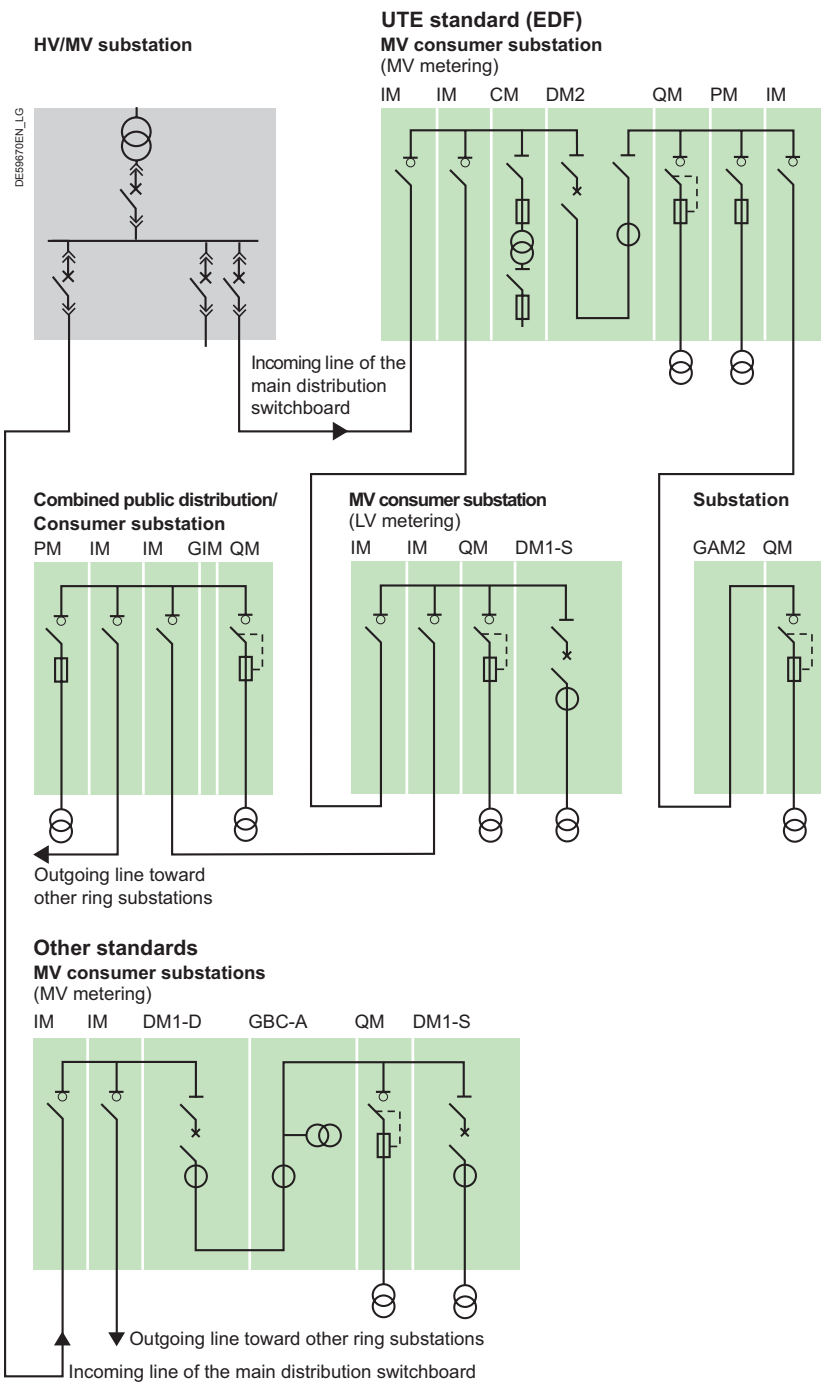 UTE standard (EDF)
HV/MV substation
MV consumer substation
(MV metering)
IM IM CM DM2 QM PM IM
DE59670EN_LG
Incoming line of the
main distribution
switchboard
Combined public distribution/
Consumer substation
PM IM IM GIM QM
MV consumer substation
(LV metering)
IM IM QM DM1-S
Substation
GAM2 QM
Outgoing line toward
other ring substations
Other standards
MV consumer substations
(MV metering)
IM IM DM1-D GBC-A QM DM1-S
Outgoing line toward other ring substations
Incoming line of the main distribution switchboard